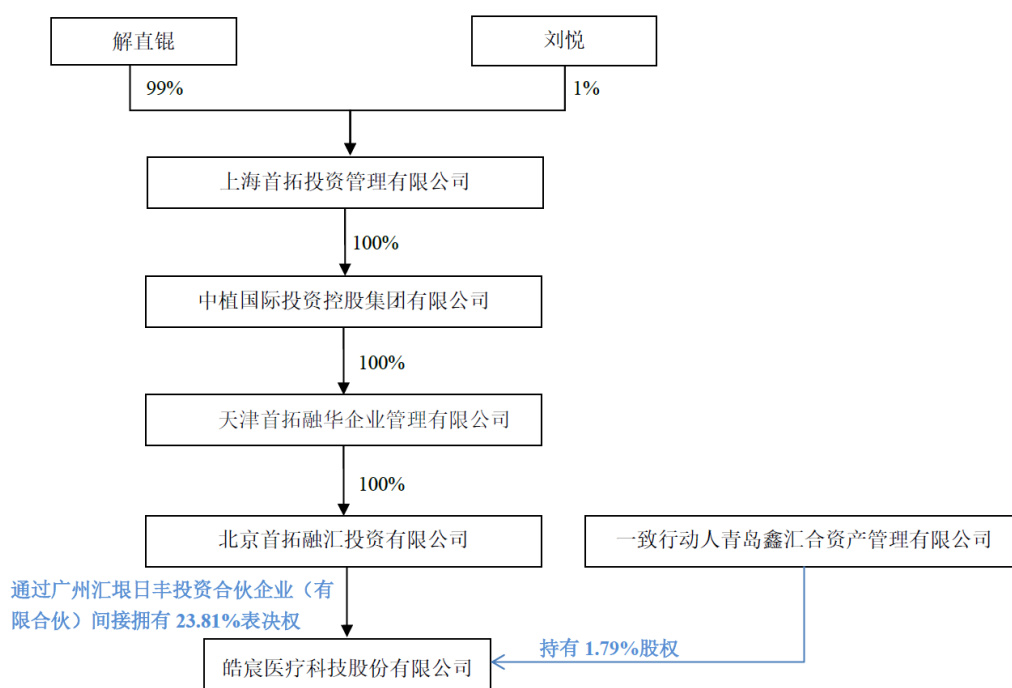 解直锟
刘悦
99%
1%
上海首拓投资管理有限公司
100%
中植国际投资控股集团有限公司
100%
天津首拓融华企业管理有限公司
100%
北京首拓融汇投资有限公司
一致行动人青岛鑫汇合资产管理有限公司
通过广州汇垠日丰投资合伙企业（有
限合伙）间接拥有 23.81%表决权
持有 1.79%股权
皓宸医疗科技股份有限公司